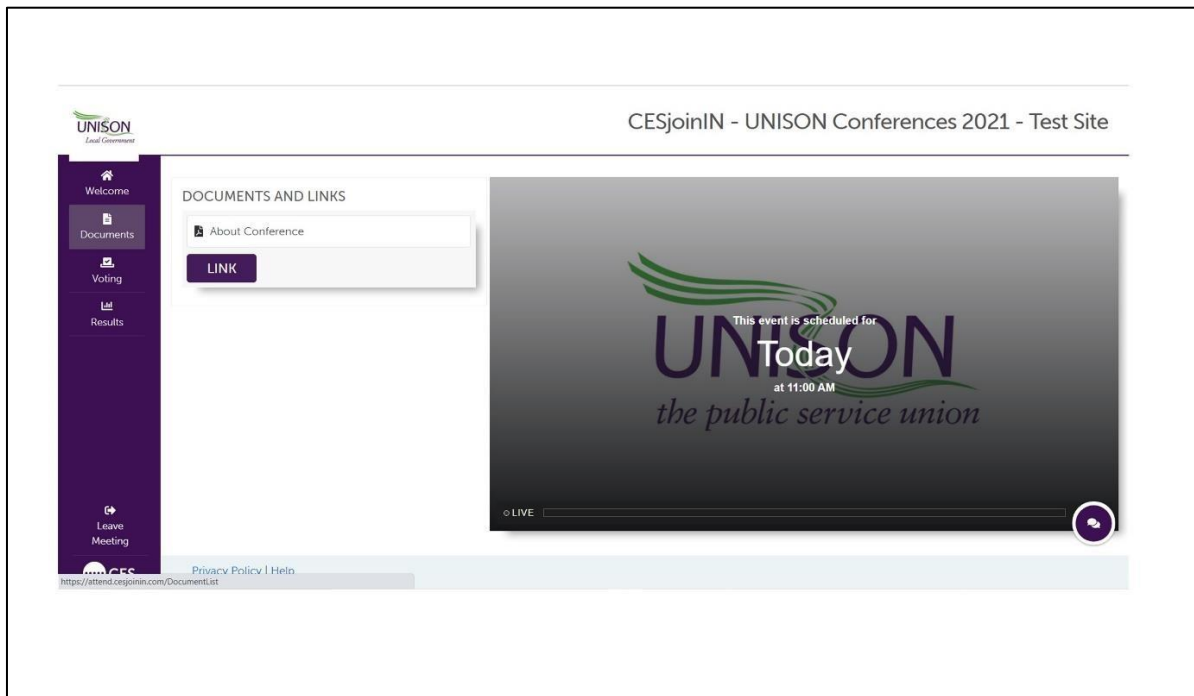 UNISON
Local Government
CESjoinIN - UNISON Conferences 2021 - Test Site
Welcome
Documents
Voting
Results
Leave
Meeting
CES
DOCUMENTS AND LINKS
About Conference
LINK
UNISON
the public service union
This event is scheduled for
Today
at 11:00 AM
LIVE
Privacy Policy | Help
https://attend.cesjoinin.com/DocumentList